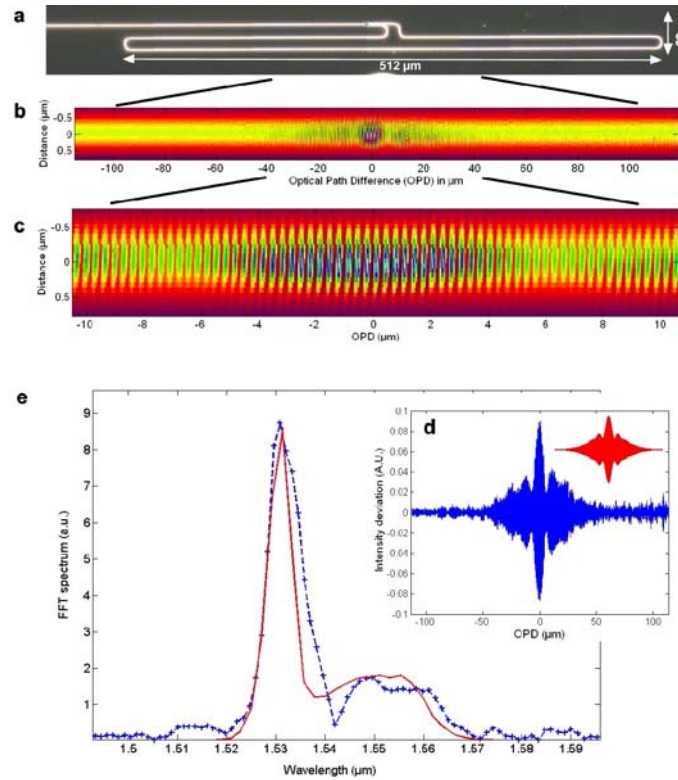 a
512 µm
b
Distance (µm)
-0.5
0
0.5
-100 -80 -60 -40 -20 0 20 40 60 80 100
Optical Path Difference (OPD) in µm
c
Distance (µm)
-0.5
0
0.5
-10 -8 -6 -4 -2 0 2 4 6 8 10
OPD (µm)
e
FFT spectrum (a.u.)
9
8
7
6
5
4
3
2
1
1.5 1.51 1.52 1.53 1.54 1.55 1.56 1.57 1.58 1.59
Wavelength (µm)
d
Intensity deviation (A.U.)
0.1
0.08
0.06
0.04
0.02
0
-0.02
-0.04
-0.06
-0.08
-0.1
-100 -50 0 50 100
OPD (µm)